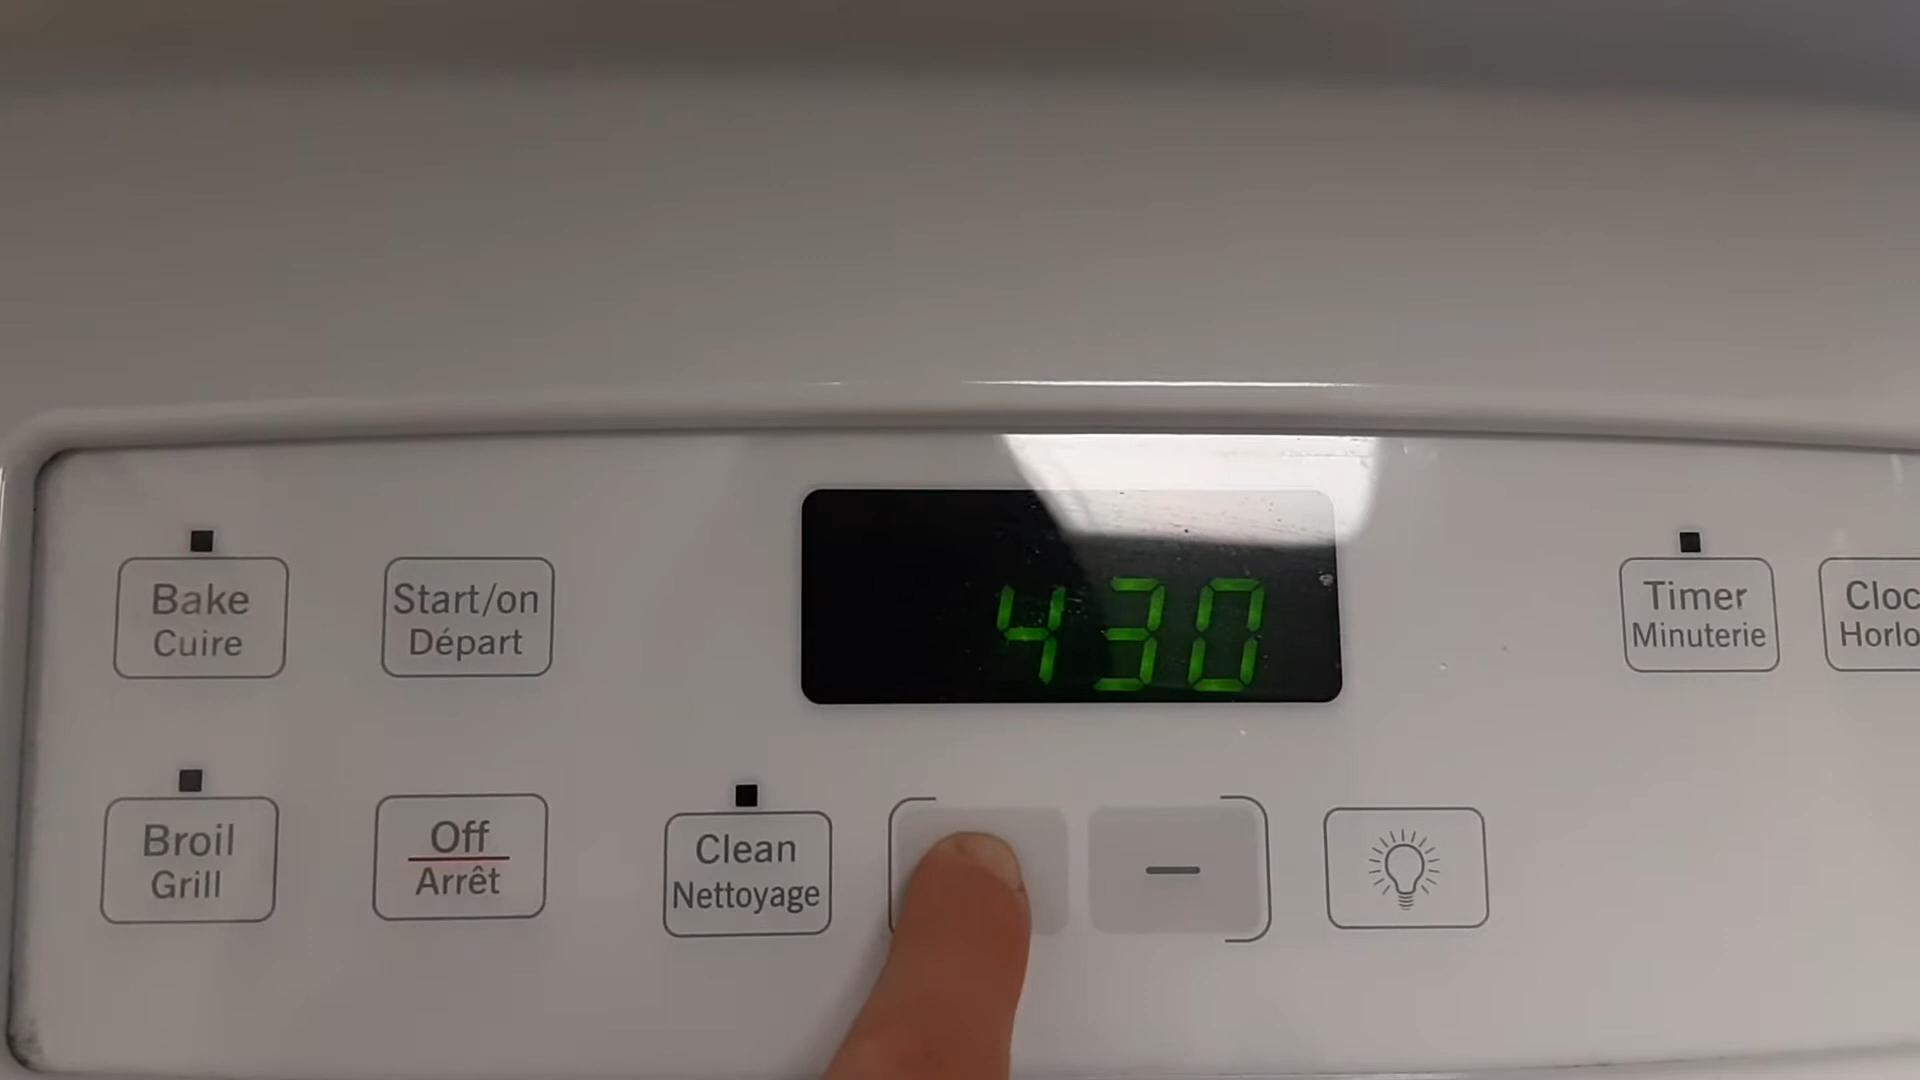 Bake
Cuire
Start/on
Départ
430
Timer
Minuterie
Cloc
Horlo
Broil
Grill
Off
Arrêt
Clean
Nettoyage
–